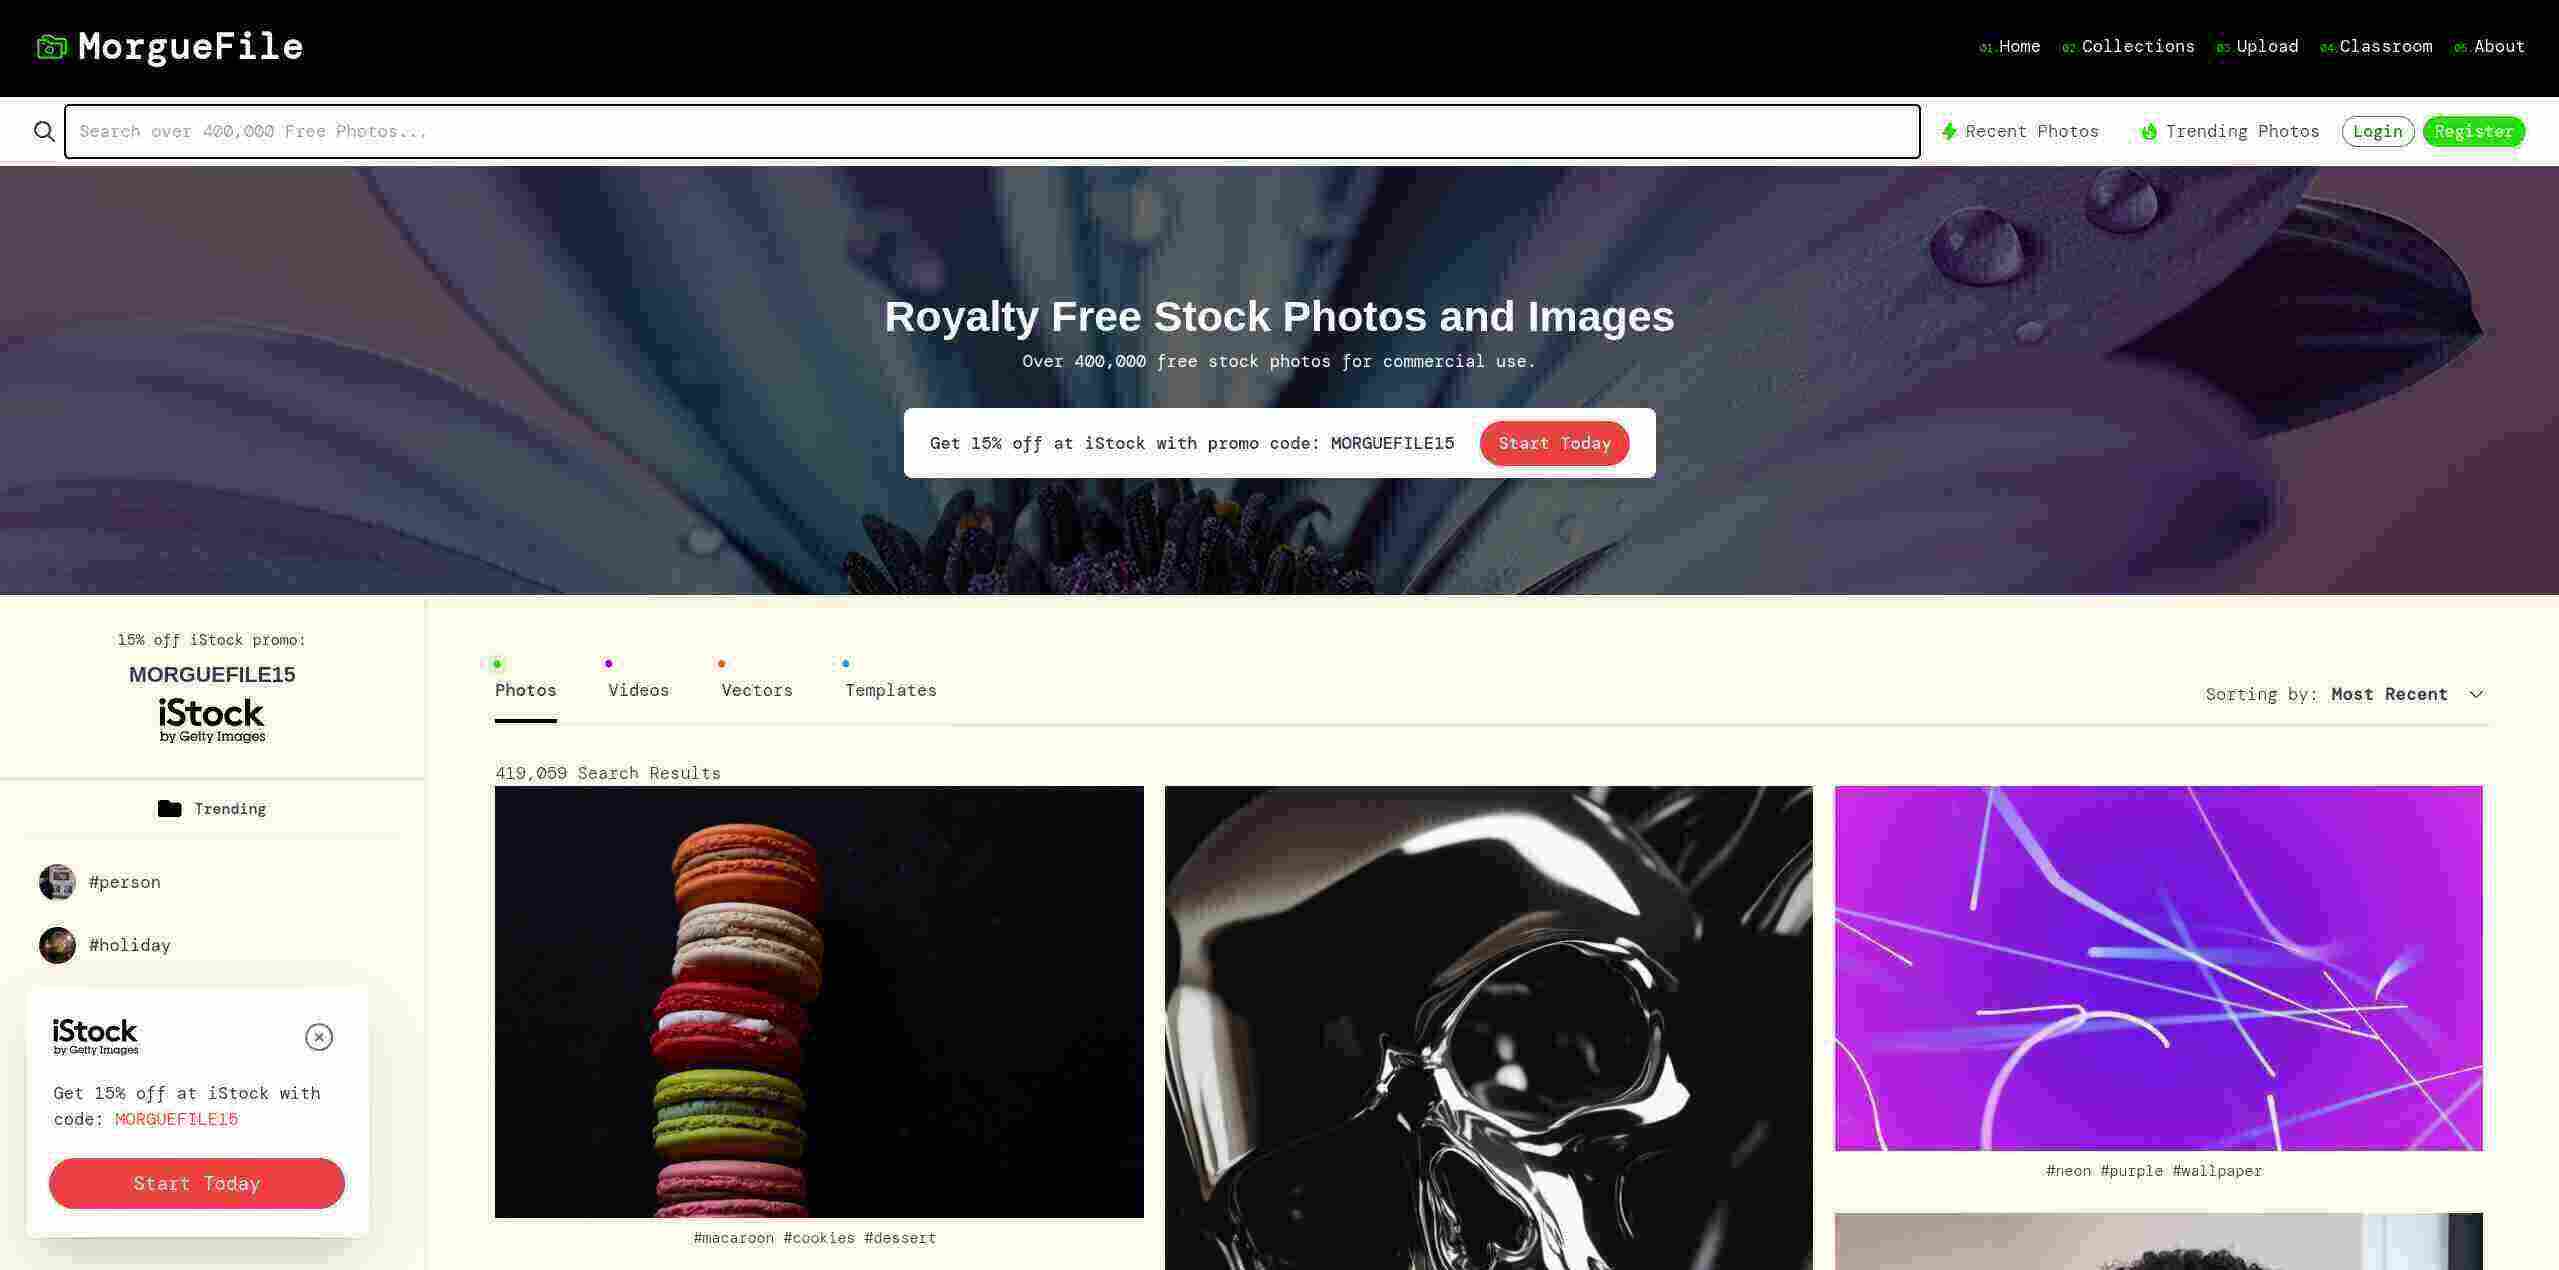 MorgueFile
01.Home 02.Collections 03.Upload 04.Classroom 05.About
Search over 400,000 Free Photos...
Recent Photos
Trending Photos
Login
Register
Royalty Free Stock Photos and Images
Over 400,000 free stock photos for commercial use.
Get 15% off at iStock with promo code: MORGUEFILE15
Start Today
15% off iStock promo:
MORGUEFILE15
iStock
by Getty Images
Trending
#person
#holiday
iStock
by Getty Images
Get 15% off at iStock with
code: MORGUEFILE15
Start Today
Photos
Videos
Vectors
Templates
Sorting by: Most Recent
419,059 Search Results
#macaroon #cookies #dessert
#neon #purple #wallpaper